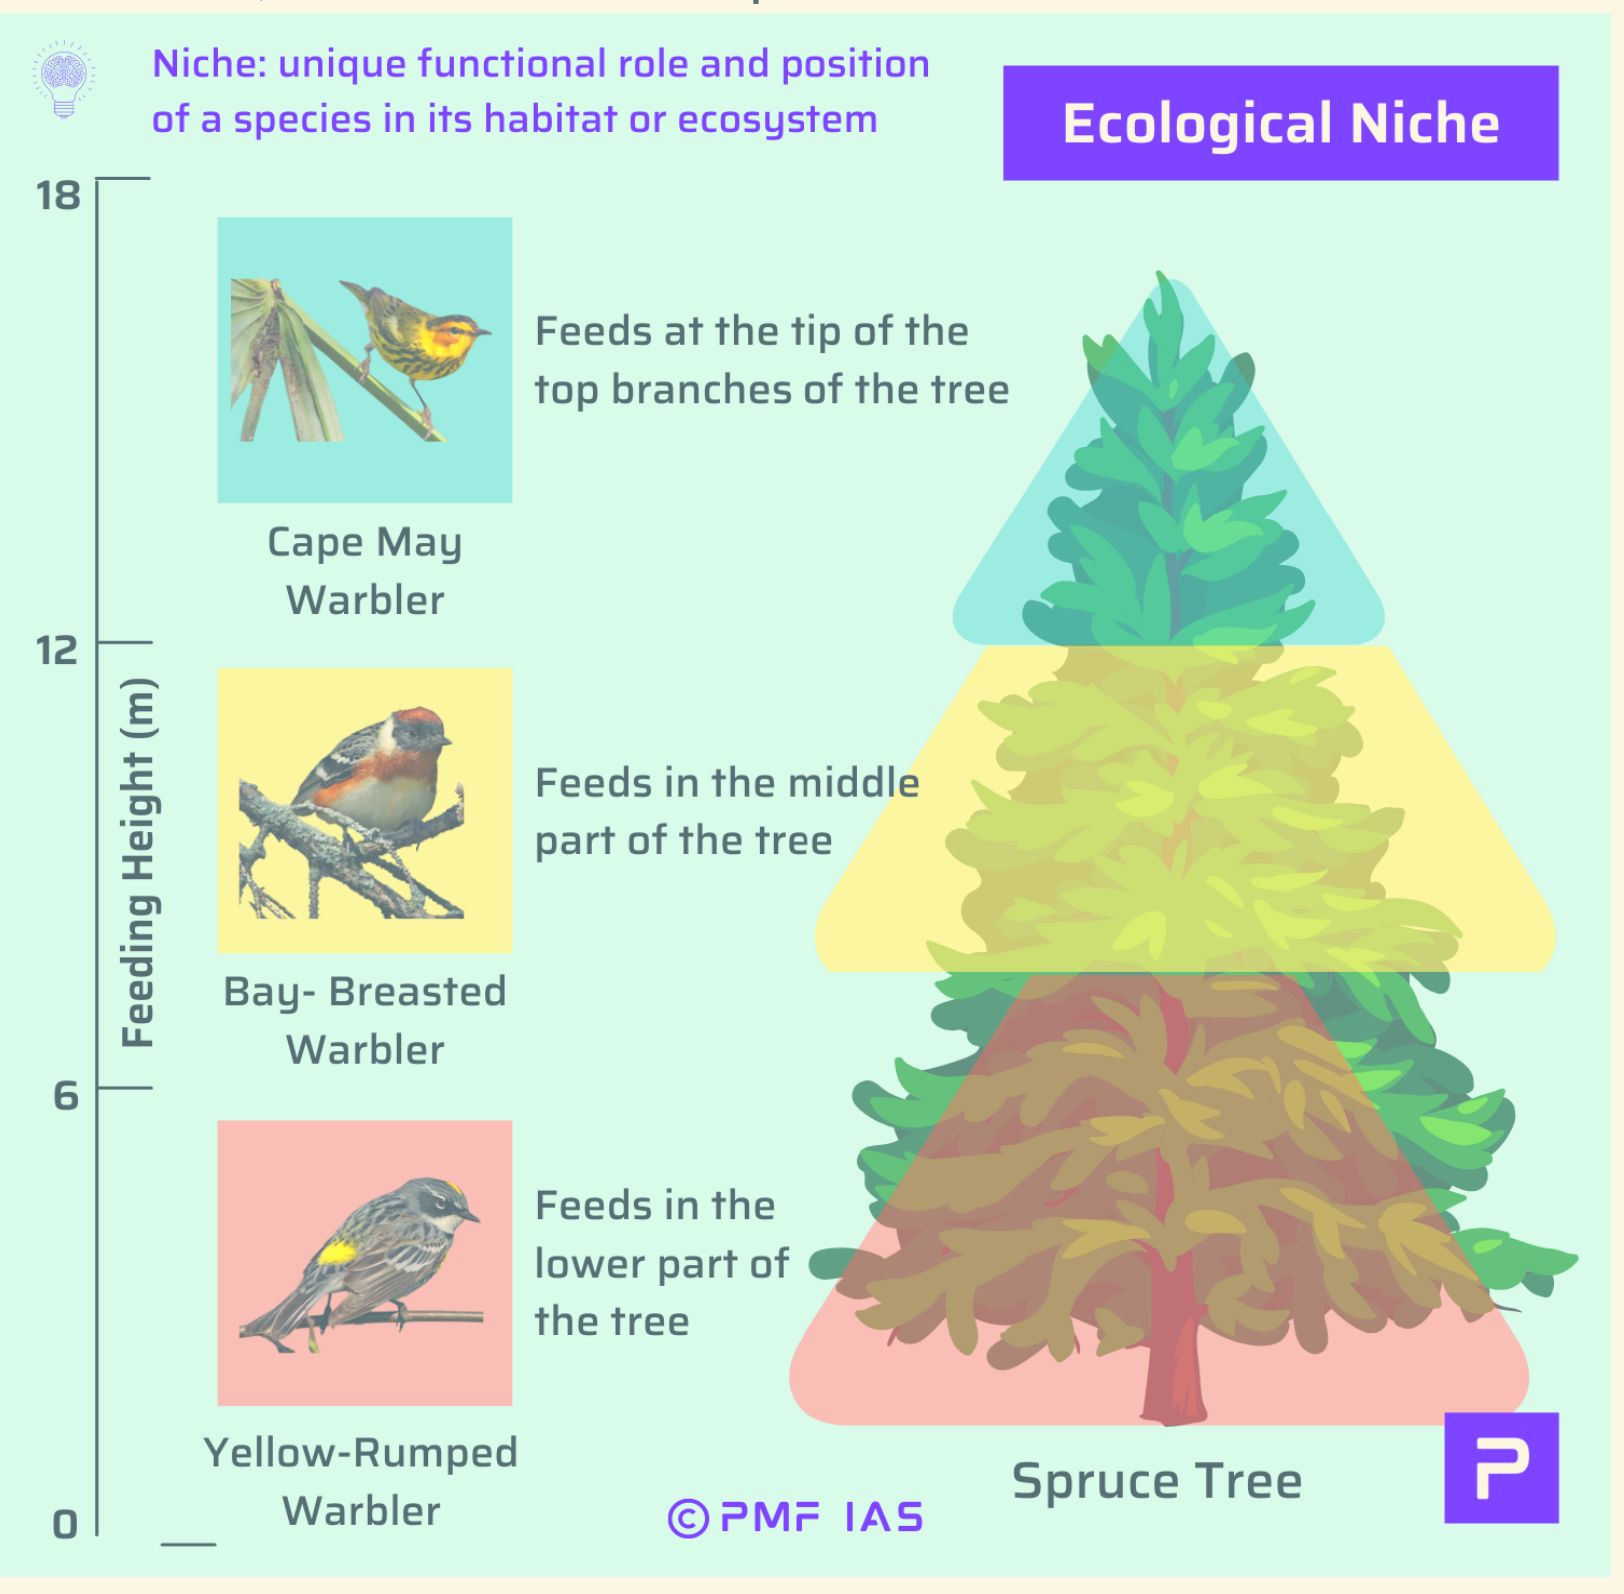 Niche: unique functional role and position
of a species in its habitat or ecosystem
Ecological Niche
18
Feeds at the tip of the
top branches of the tree
Cape May
Warbler
12
Feeding Height (m)
Feeds in the middle
part of the tree
Bay- Breasted
Warbler
6
Feeds in the
lower part of
the tree
Yellow-Rumped
Warbler
0
Spruce Tree
P
© PMF IAS